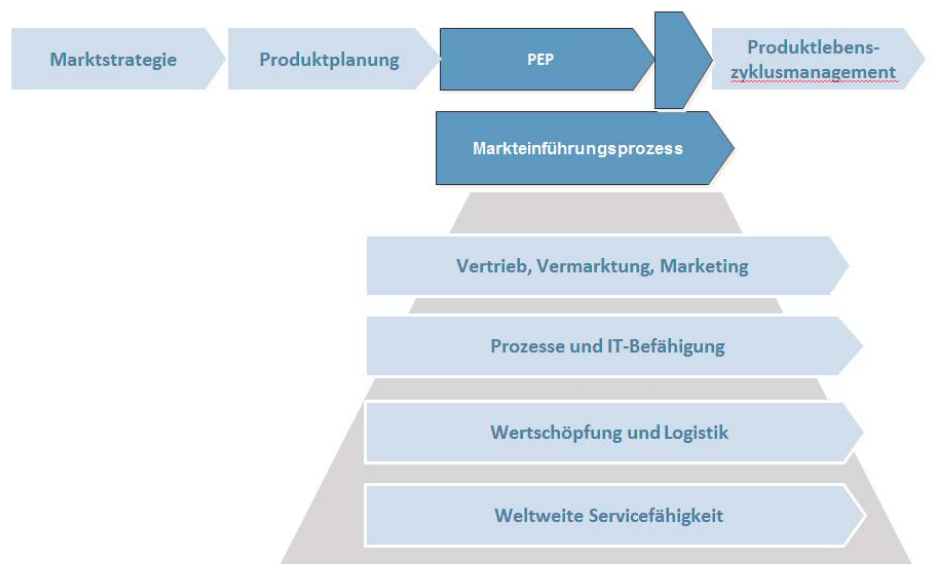 Marktstrategie
Produktplanung
PEP
Produktlebens-
zyklusmanagement
Markteinführungsprozess
Vertrieb, Vermarktung, Marketing
Prozesse und IT-Befähigung
Wertschöpfung und Logistik
Weltweite Servicefähigkeit